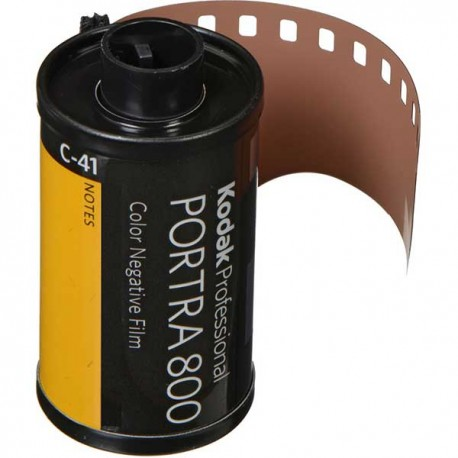 C-41
NOTES
Kodak Professional
PORTRA 800
Color Negative Film